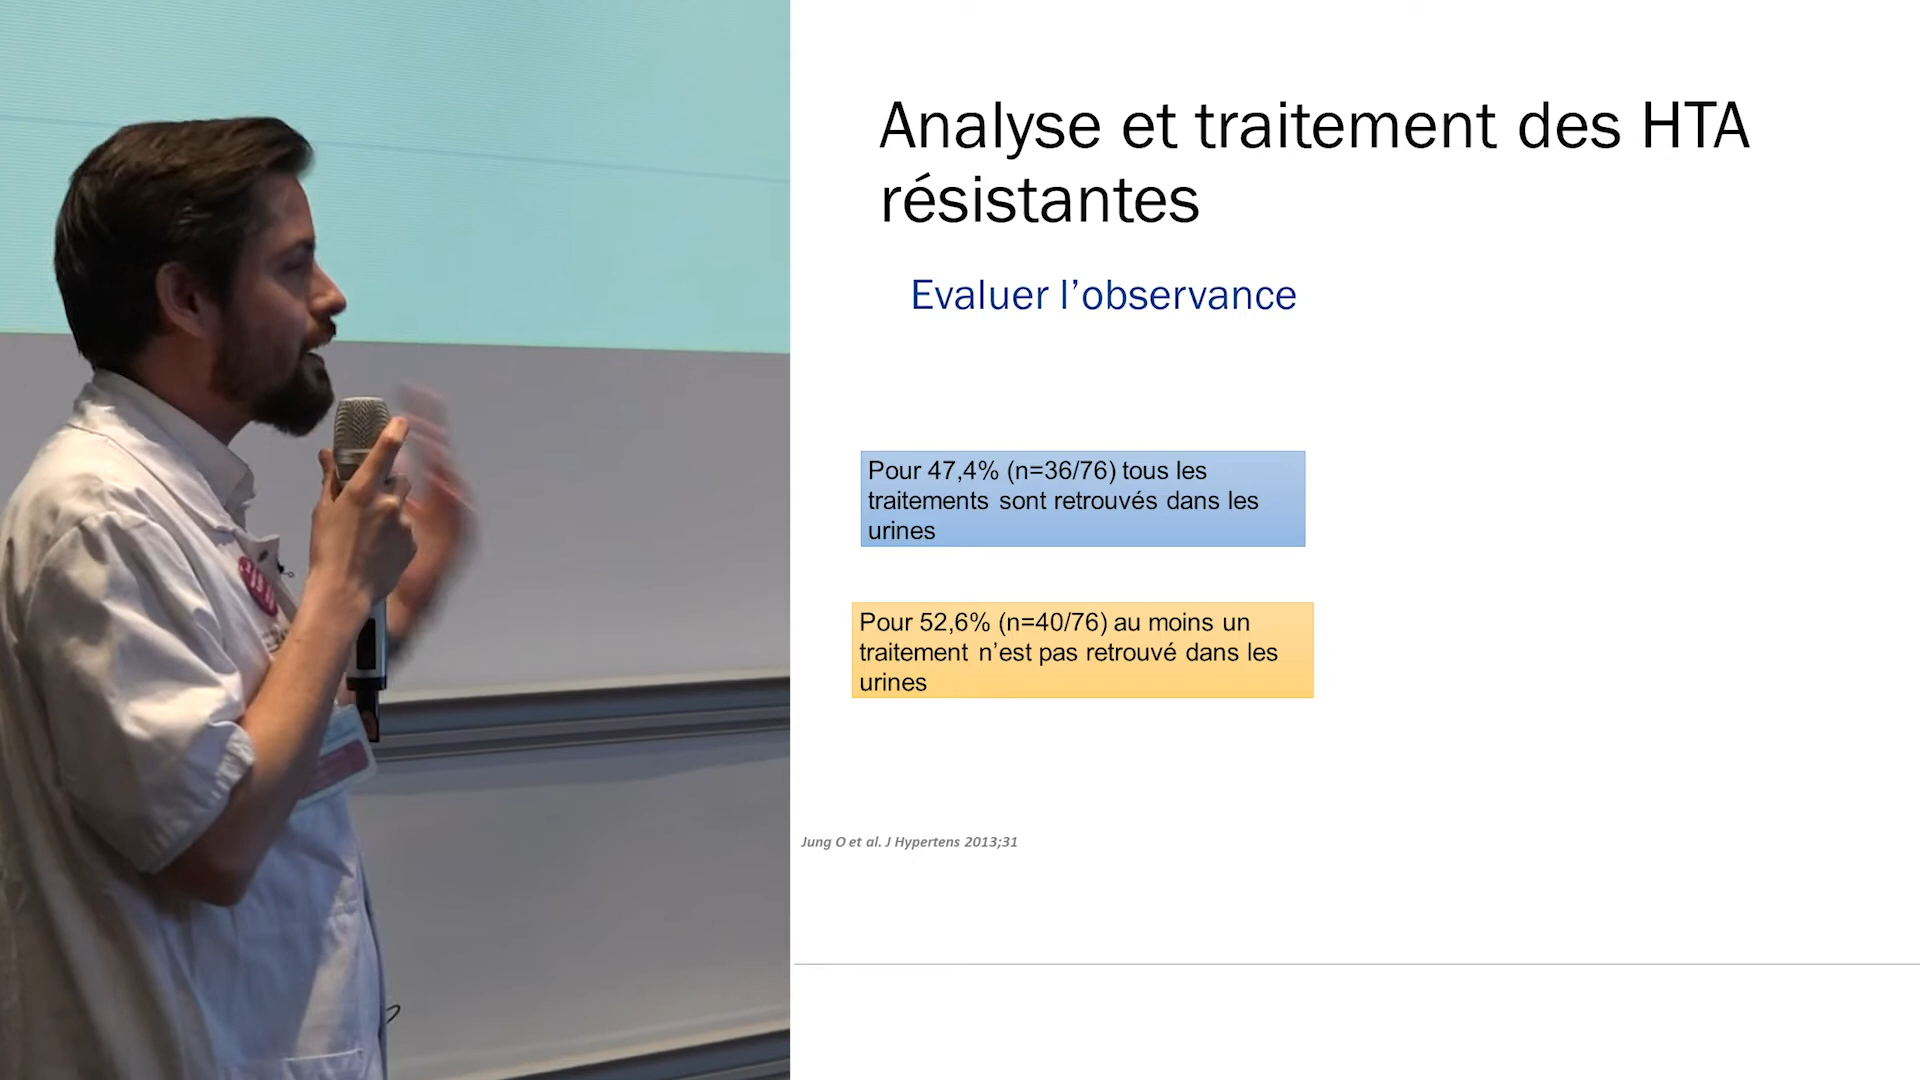 Analyse et traitement des HTA
résistantes
Evaluer l’observance
Pour 47,4% (n=36/76) tous les
traitements sont retrouvés dans les
urines
Pour 52,6% (n=40/76) au moins un
traitement n’est pas retrouvé dans les
urines
Jung O et al. J Hypertens 2013;31